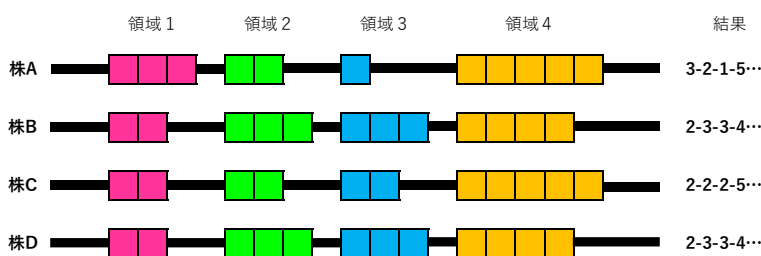 領域１ 領域２ 領域３ 領域４ 結果
株A 3-2-1-5…
株B 2-3-3-4…
株C 2-2-2-5…
株D 2-3-3-4…